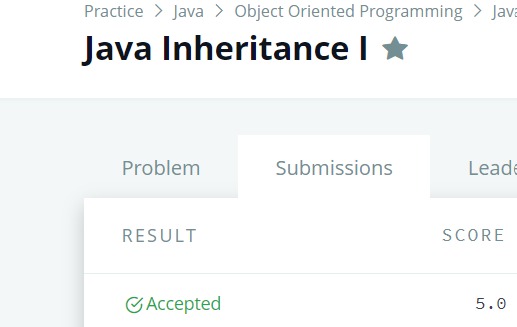 Practice > Java > Object Oriented Programming > Java
Java Inheritance I
Problem Submissions Leade
RESULT SCORE
Accepted 5.0